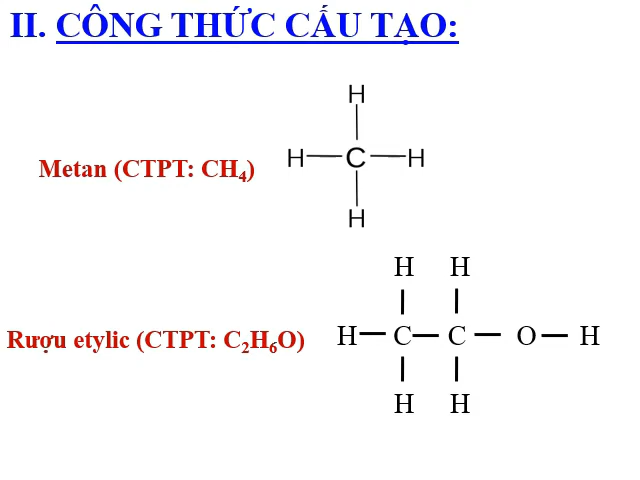 II. CÔNG THỨC CẤU TẠO:
H
Metan (CTPT: CH₄) H C H
H
H H
Rượu etylic (CTPT: C₂H₆O) H C C O H
H H